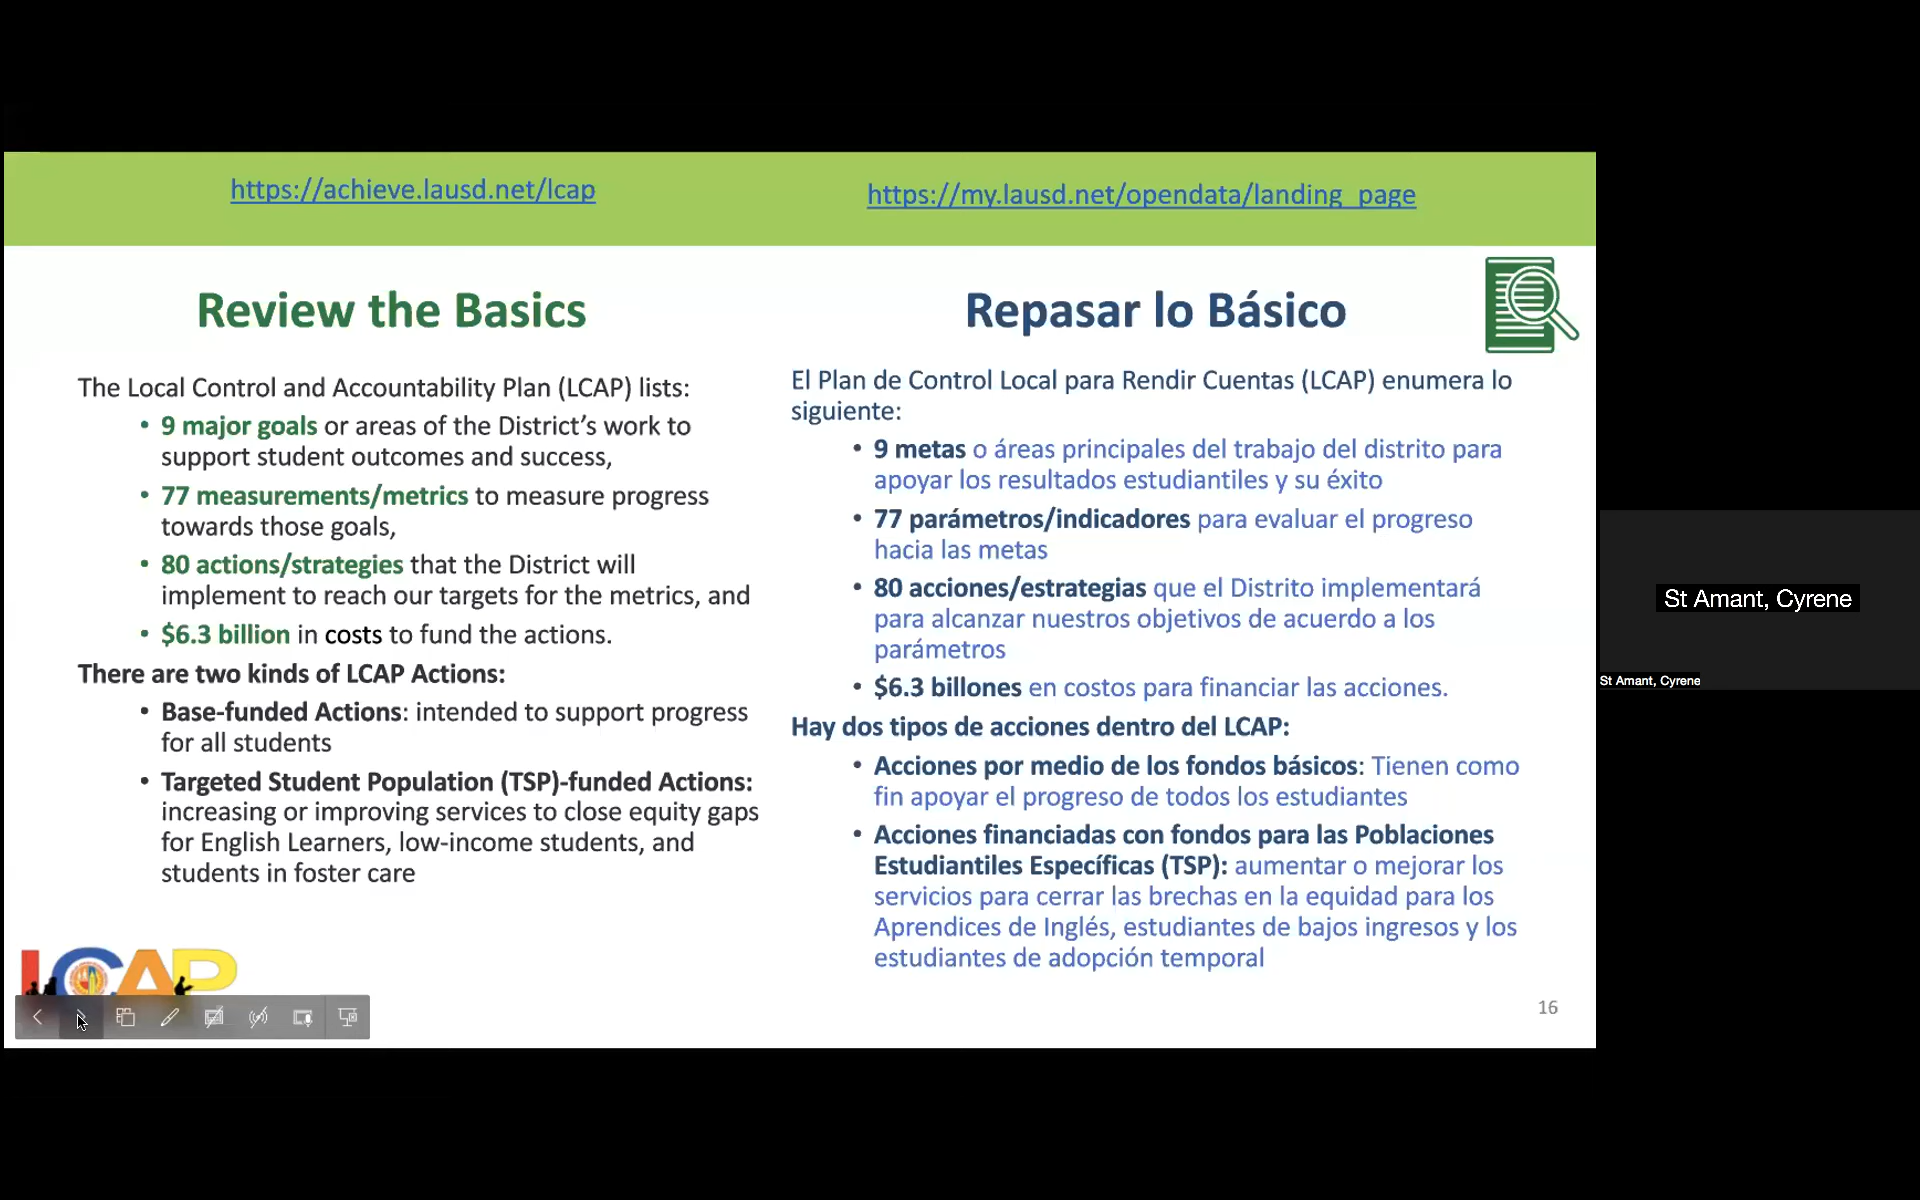 https://achieve.lausd.net/lcap
https://my.lausd.net/opendata/landing_page
Review the Basics
The Local Control and Accountability Plan (LCAP) lists:
• 9 major goals or areas of the District's work to
support student outcomes and success,
• 77 measurements/metrics to measure progress
towards those goals,
• 80 actions/strategies that the District will
implement to reach our targets for the metrics, and
• $6.3 billion in costs to fund the actions.
There are two kinds of LCAP Actions:
• Base-funded Actions: intended to support progress
for all students
• Targeted Student Population (TSP)-funded Actions:
increasing or improving services to close equity gaps
for English Learners, low-income students, and
students in foster care
LCAP
Repasar lo Básico
El Plan de Control Local para Rendir Cuentas (LCAP) enumera lo
siguiente:
• 9 metas o áreas principales del trabajo del distrito para
apoyar los resultados estudiantiles y su éxito
• 77 parámetros/indicadores para evaluar el progreso
hacia las metas
• 80 acciones/estrategias que el Distrito implementará
para alcanzar nuestros objetivos de acuerdo a los
parámetros
• $6.3 billones en costos para financiar las acciones.
Hay dos tipos de acciones dentro del LCAP:
• Acciones por medio de los fondos básicos: Tienen como
fin apoyar el progreso de todos los estudiantes
• Acciones financiadas con fondos para las Poblaciones
Estudiantiles Específicas (TSP): aumentar o mejorar los
servicios para cerrar las brechas en la equidad para los
Aprendices de Inglés, estudiantes de bajos ingresos y los
estudiantes de adopción temporal
16
St Amant, Cyrene
St Amant, Cyrene